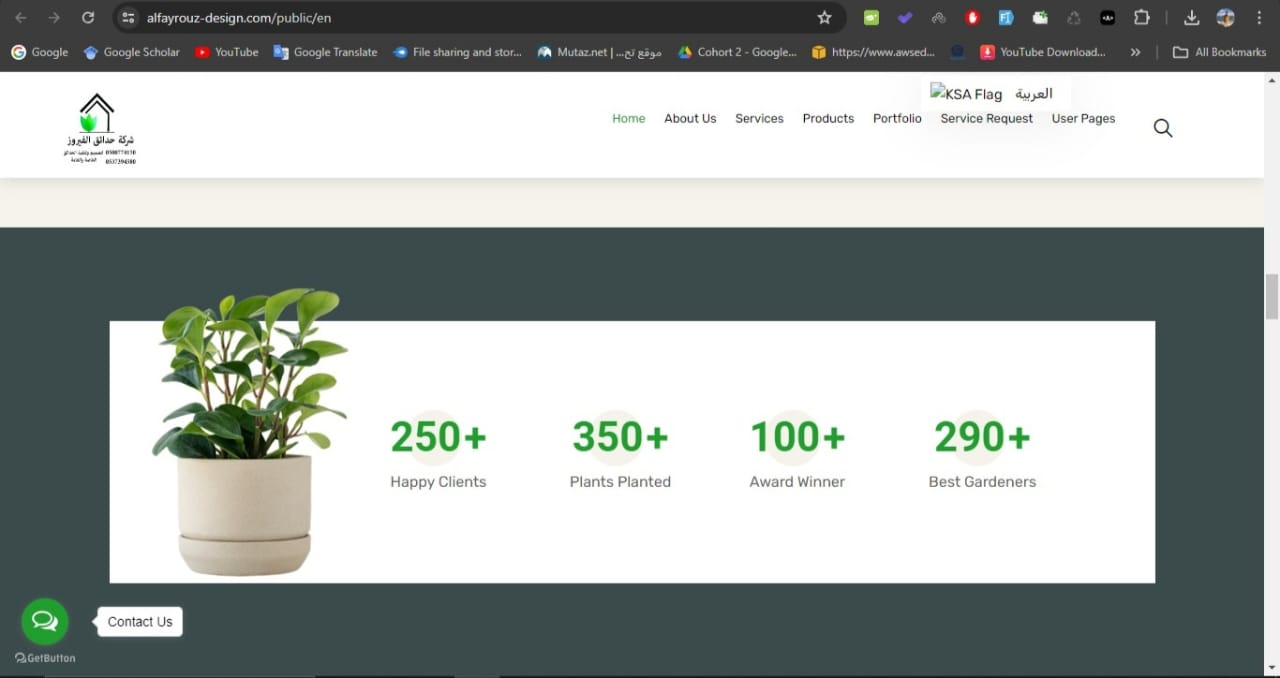 alfayrouz-design.com/public/en
Google
Google Scholar
YouTube
Google Translate
File sharing and stor...
Mutaz.net | موقع تح...
Cohort 2 - Google...
https://www.awsed...
YouTube Download...
All Bookmarks
KSA Flag
العربية
شركة حدائق الفيروز
0500774150
0537394580
Home
About Us
Services
Products
Portfolio
Service Request
User Pages
250+
350+
100+
290+
Happy Clients
Plants Planted
Award Winner
Best Gardeners
Contact Us
GetButton